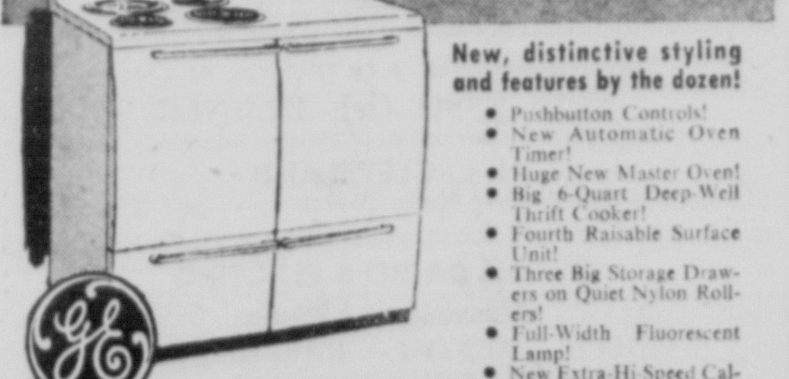 New, distinctive styling
and features by the dozen!
• Pushbutton Controls!
• New Automatic Oven
Timer!
• Huge New Master Oven!
• Big 6-Quart Deep-Well
Thrift Cooker!
• Fourth Raisable Surface
Unit!
• Three Big Storage Draw-
ers on Quiet Nylon Roll-
ers!
• Full-Width Fluorescent
Lamp!
• New Extra-Hi-Speed Cal-
GE